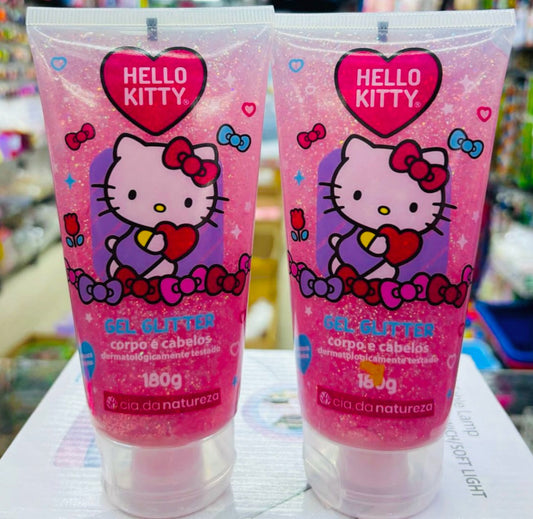 HELLO
KITTY®
GEL GLITTER
corpo e cabelos
dermatologicamente testado
180g
cia.da natureza
HELLO
KITTY®
GEL GLITTER
corpo e cabelos
dermatologicamente testado
180g
cia.da natureza
Lamp
/SOFT LIGHT